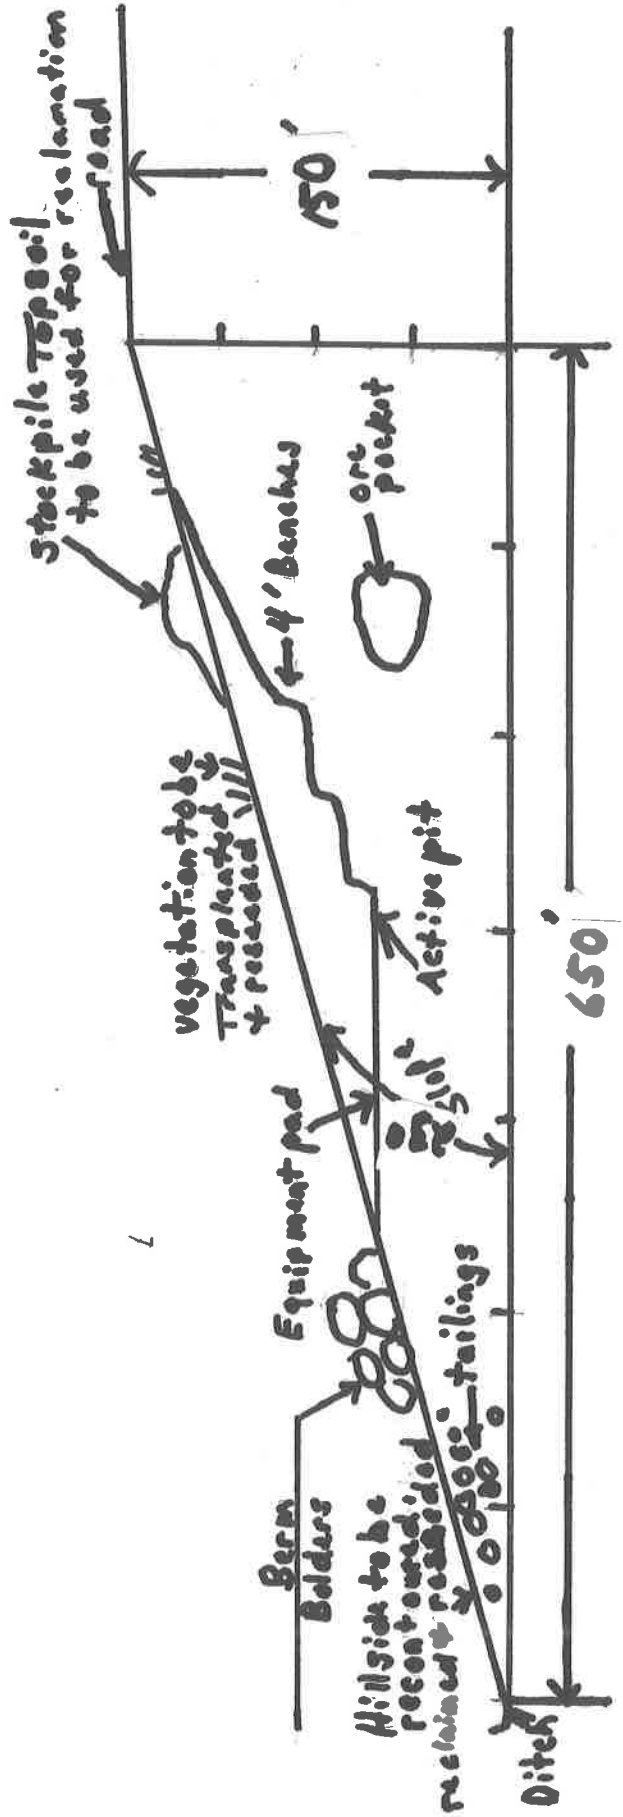 Stockpile Topsoil
to be used for reclamation
road
150'
vegetation to be
Transplanted
+ reseeded
4' Benches
ore
pocket
Equipment pad
Active pit
Berm
Bolders
Hillside to be
recontoured,
reclaimed + reseeded
tailings
Ditch
650'